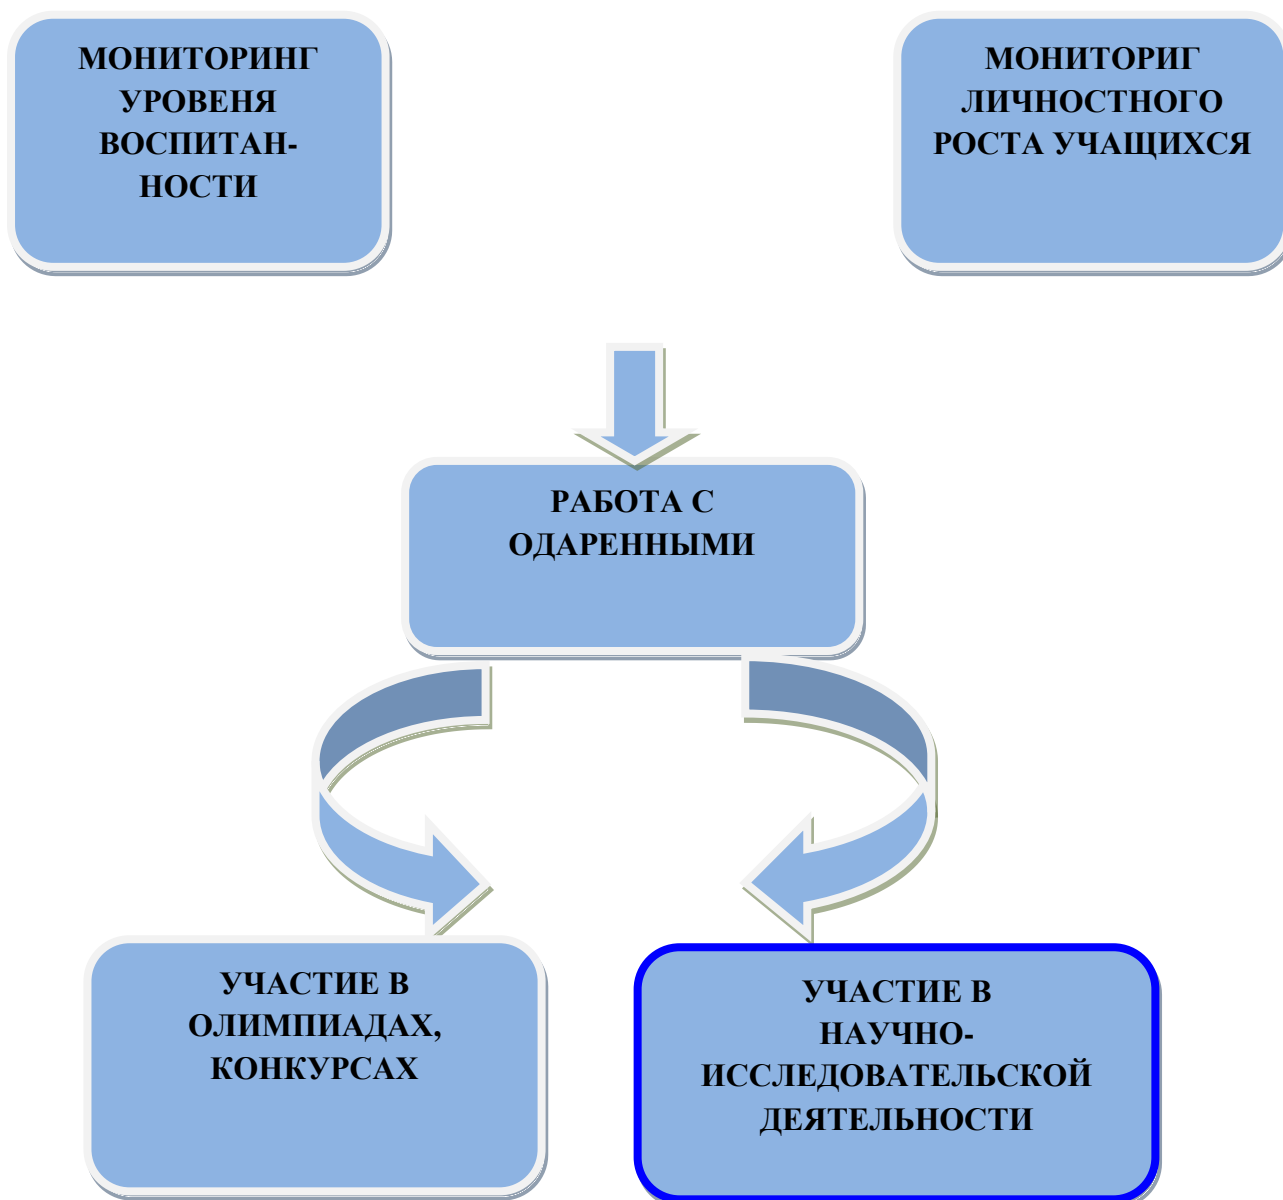 МОНИТОРИНГ
УРОВЕНЯ
ВОСПИТАН-
НОСТИ
МОНИТОРИГ
ЛИЧНОСТНОГО
РОСТА УЧАЩИХСЯ
РАБОТА С
ОДАРЕННЫМИ
УЧАСТИЕ В
ОЛИМПИАДАХ,
КОНКУРСАХ
УЧАСТИЕ В
НАУЧНО-
ИССЛЕДОВАТЕЛЬСКОЙ
ДЕЯТЕЛЬНОСТИ